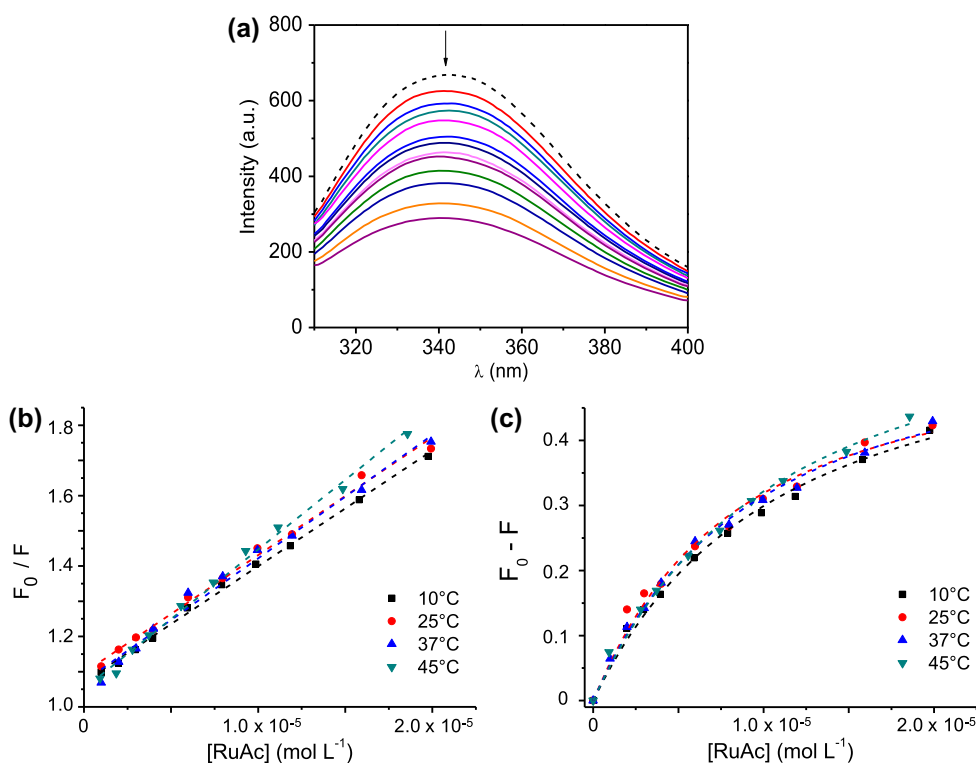 (a)
800
600
400
200
0
Intensity (a.u.)
320 340 360 380 400
λ (nm)
(b)
1.8
1.6
1.4
1.2
1.0
F₀ / F
10°C
25°C
37°C
45°C
0 1.0 x 10⁻⁵ 2.0 x 10⁻⁵
[RuAc] (mol L⁻¹)
(c)
0.4
0.3
0.2
0.1
0
F₀ - F
10°C
25°C
37°C
45°C
0 1.0 x 10⁻⁵ 2.0 x 10⁻⁵
[RuAc] (mol L⁻¹)